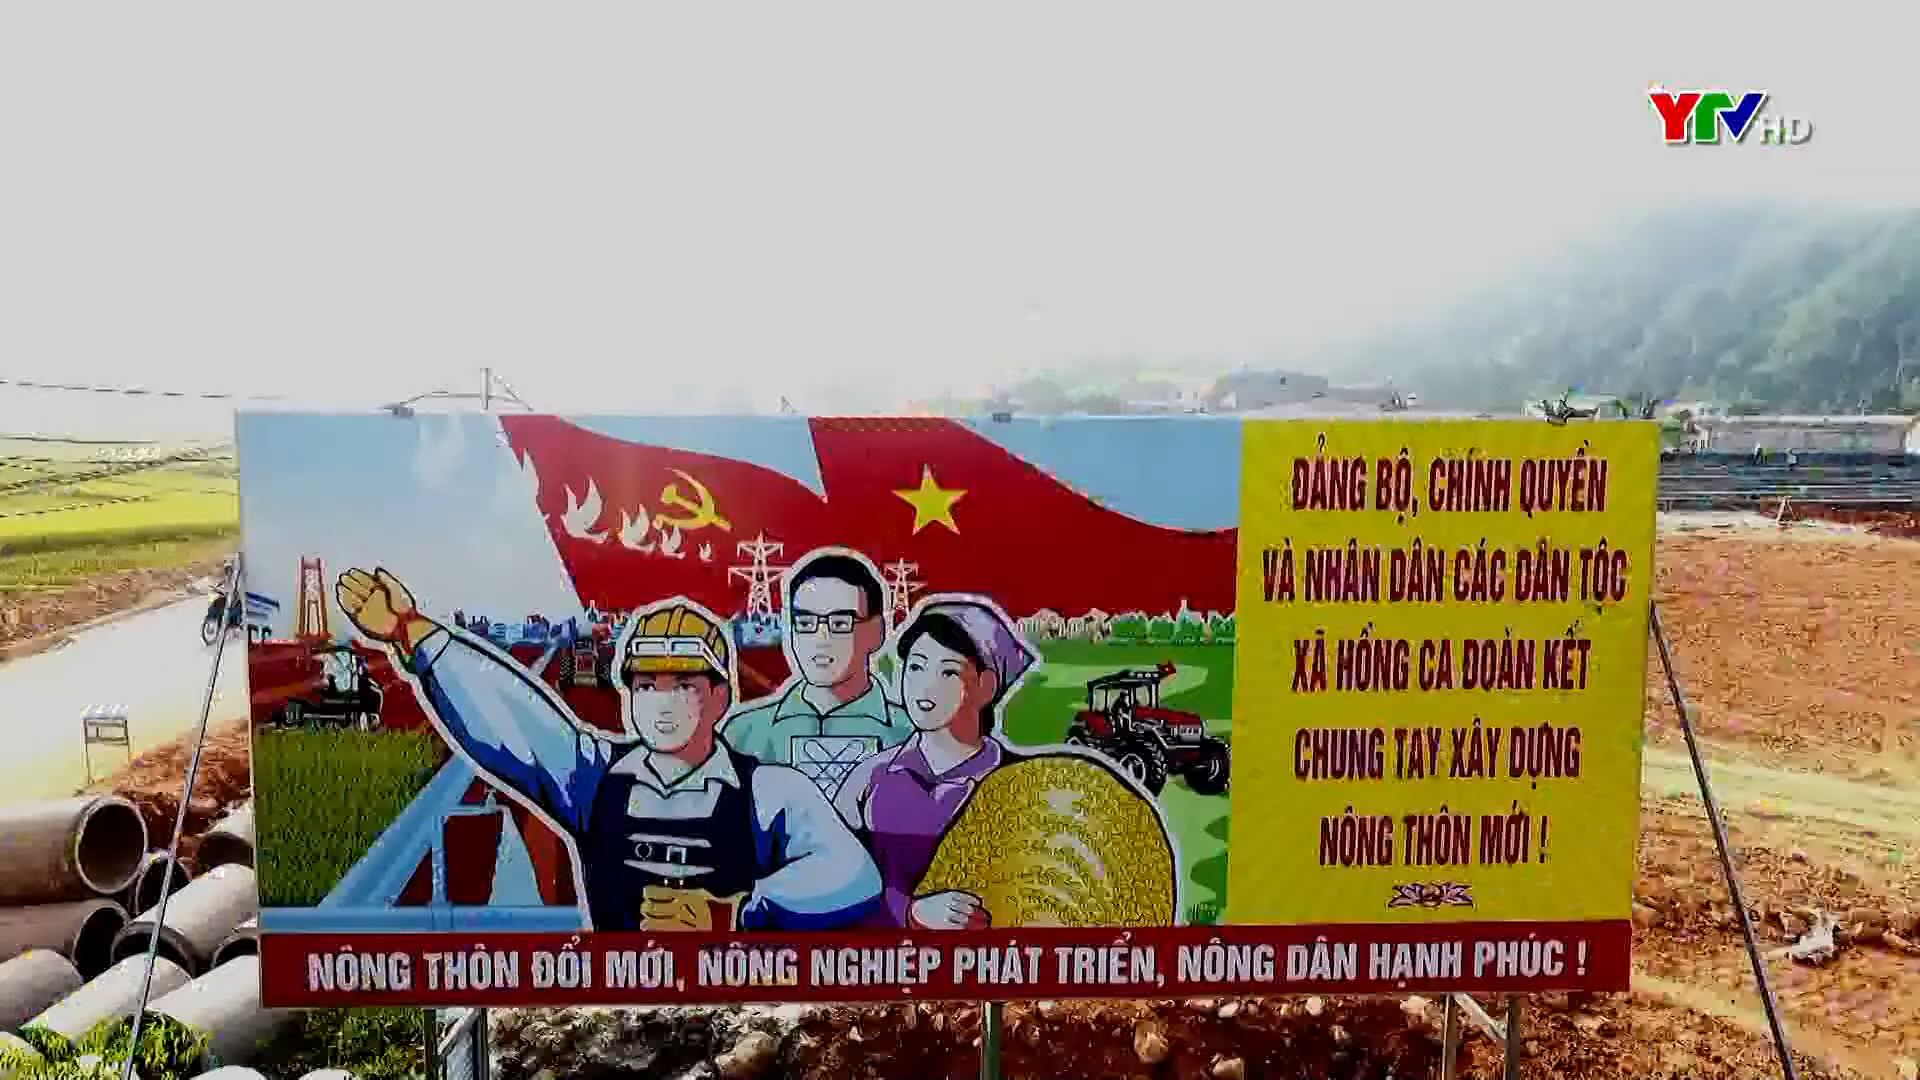 YTV HD
ĐẢNG BỘ, CHÍNH QUYỀN
VÀ NHÂN DÂN CÁC DÂN TỘC
XÃ HỒNG CA ĐOÀN KẾT
CHUNG TAY XÂY DỰNG
NÔNG THÔN MỚI !
NÔNG THÔN ĐỔI MỚI, NÔNG NGHIỆP PHÁT TRIỂN, NÔNG DÂN HẠNH PHÚC !